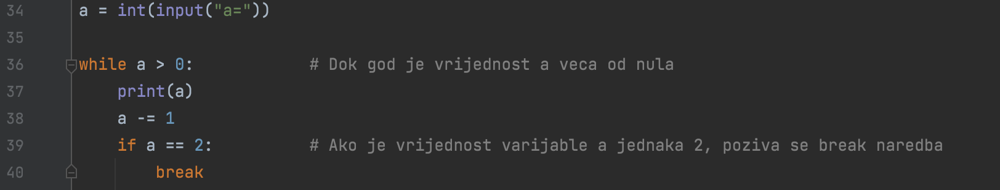 34 a = int(input("a="))
35
36 while a > 0: # Dok god je vrijednost a veca od nula
37 print(a)
38 a -= 1
39 if a == 2: # Ako je vrijednost varijable a jednaka 2, poziva se break naredba
40 break